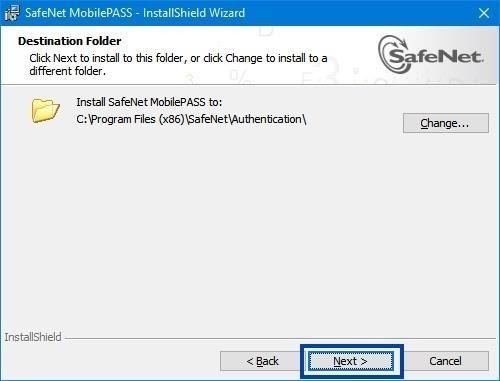 SafeNet MobilePASS - InstallShield Wizard
Destination Folder
Click Next to install to this folder, or click Change to install to a
different folder.
SafeNet.
Install SafeNet MobilePASS to:
C:\Program Files (x86)\SafeNet\Authentication\
Change...
InstallShield
< Back
Next >
Cancel